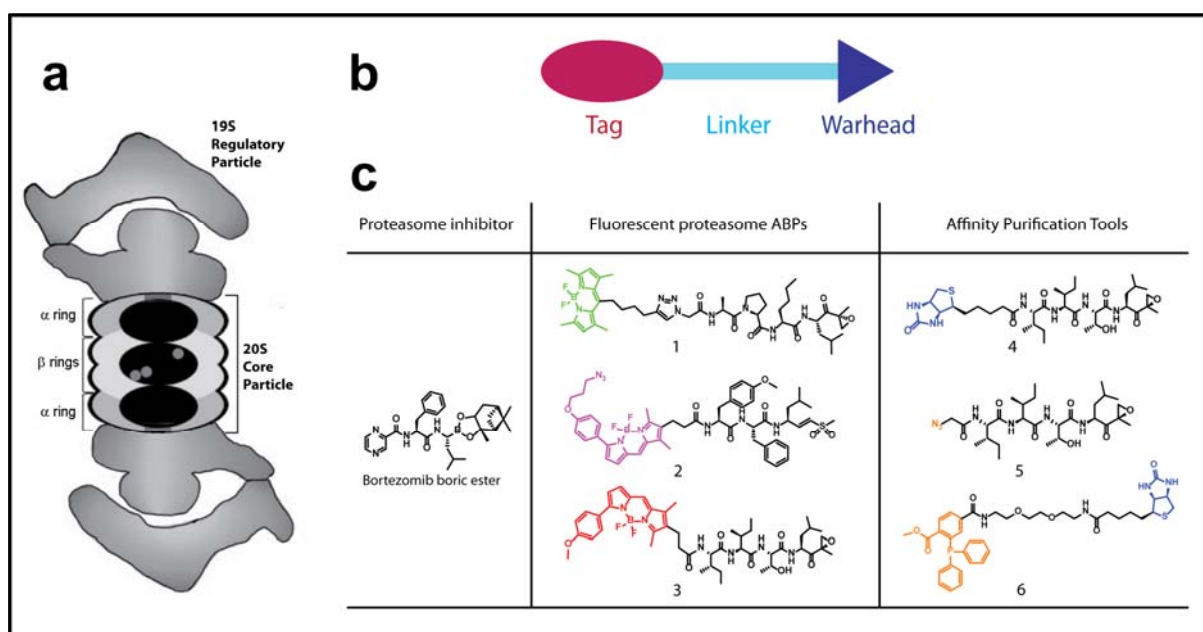 a
19S
Regulatory
Particle
α ring
β rings
α ring
20S
Core
Particle
b
Tag
Linker
Warhead
c
Proteasome inhibitor
Fluorescent proteasome ABPs
Affinity Purification Tools
Bortezomib boric ester
1
2
3
4
5
6